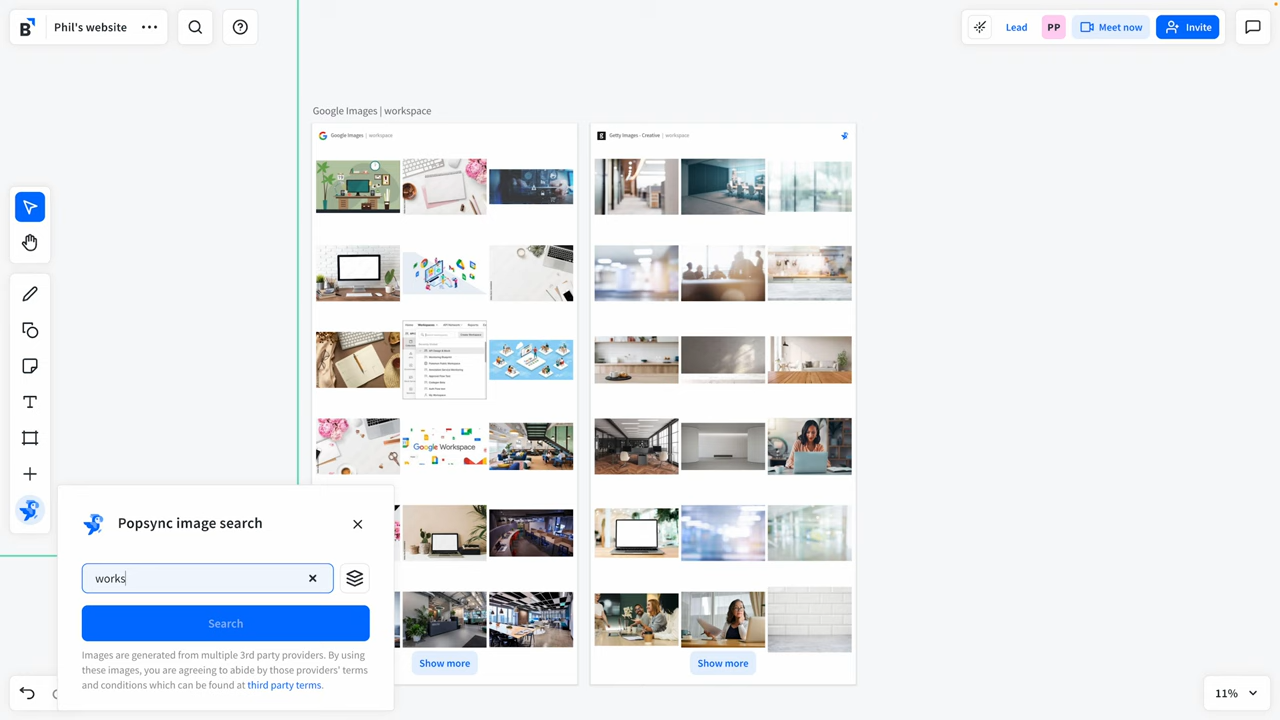 Phil's website
Lead
PP
Meet now
Invite
Google Images | workspace
Google Images | workspace
Getty Images - Creative | workspace
Google Workspace
Show more
Show more
Popsync image search
works
Search
Images are generated from multiple 3rd party providers. By using
these images, you are agreeing to abide by those providers' terms
and conditions which can be found at third party terms.
11%